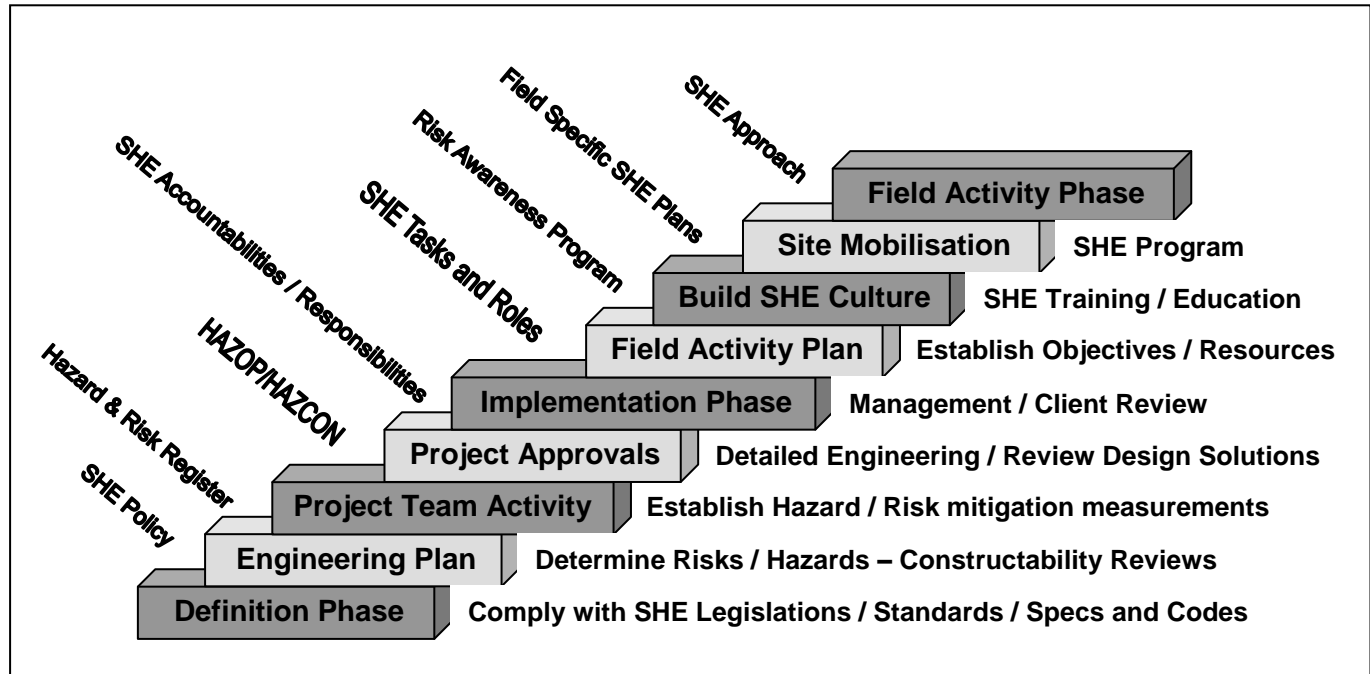 SHE Approach
Field Specific SHE Plans
Risk Awareness Program
SHE Tasks and Roles
SHE Accountabilities / Responsibilities
HAZOP/HAZCON
Hazard & Risk Register
SHE Policy
Field Activity Phase
Site Mobilisation SHE Program
Build SHE Culture SHE Training / Education
Field Activity Plan Establish Objectives / Resources
Implementation Phase Management / Client Review
Project Approvals Detailed Engineering / Review Design Solutions
Project Team Activity Establish Hazard / Risk mitigation measurements
Engineering Plan Determine Risks / Hazards – Constructability Reviews
Definition Phase Comply with SHE Legislations / Standards / Specs and Codes